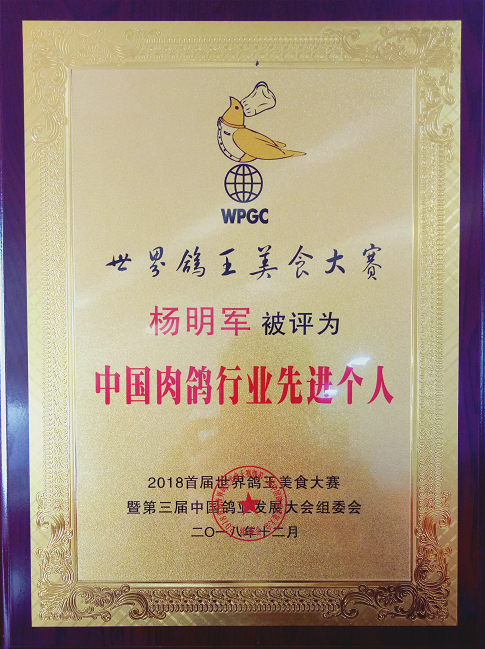 WPGC
世界鸽王美食大赛
杨明军 被评为
中国肉鸽行业先进个人
2018首届世界鸽王美食大赛
暨第三届中国鸽业发展大会组委会
二〇一八年十二月